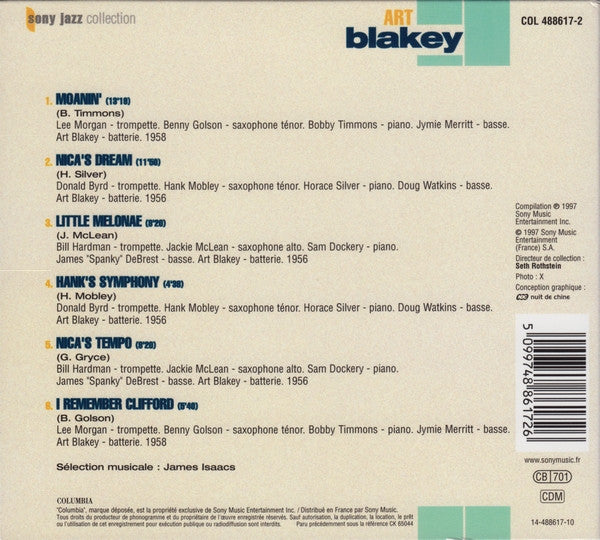 sony jazz collection
ART
blakey
COL 488617-2
1. MOANIN' (13'19)
(B. Timmons)
Lee Morgan - trompette. Benny Golson - saxophone ténor. Bobby Timmons - piano. Jymie Merritt - basse.
Art Blakey - batterie. 1958
2. NICA'S DREAM (11'50)
(H. Silver)
Donald Byrd - trompette. Hank Mobley - saxophone ténor. Horace Silver - piano. Doug Watkins - basse.
Art Blakey - batterie. 1956
3. LITTLE MELONAE
(J. McLean)
Bill Hardman - trompette. Jackie McLean - saxophone alto. Sam Dockery - piano.
James "Spanky" DeBrest - basse. Art Blakey - batterie. 1956
4. HANK'S SYMPHONY
(H. Mobley)
Donald Byrd - trompette. Hank Mobley - saxophone ténor. Horace Silver - piano. Doug Watkins - basse.
Art Blakey - batterie. 1956
5. NICA'S TEMPO
(G. Gryce)
Bill Hardman - trompette. Jackie McLean - saxophone alto. Sam Dockery - piano.
James "Spanky" DeBrest - basse. Art Blakey - batterie. 1956
6. I REMEMBER CLIFFORD
(B. Golson)
Lee Morgan - trompette. Benny Golson - saxophone ténor. Bobby Timmons - piano. Jymie Merritt - basse.
Art Blakey - batterie. 1958
Sélection musicale : James Isaacs
Compilation ℗ 1997
Sony Music
Entertainment Inc.
© 1997 Sony Music
Entertainment
(France) S.A.
Directeur de collection :
Seth Rothstein
Photo : X
Conception graphique :
nuit de chine
5 099748 861726
www.sonymusic.fr
CB 701
CDM
14-488617-10
COLUMBIA
'Columbia', marque déposée, est la propriété exclusive de Sony Music Entertainment Inc. / Distribué en France par Sony Music.
Tous droits du producteur de phonogramme et du propriétaire de l'œuvre enregistrée réservés. Sauf autorisation, la duplication, la location, le prêt
ou l'utilisation de cet enregistrement pour exécution publique ou radiodiffusion sont interdits. Paru précédemment sous la référence CK 65044